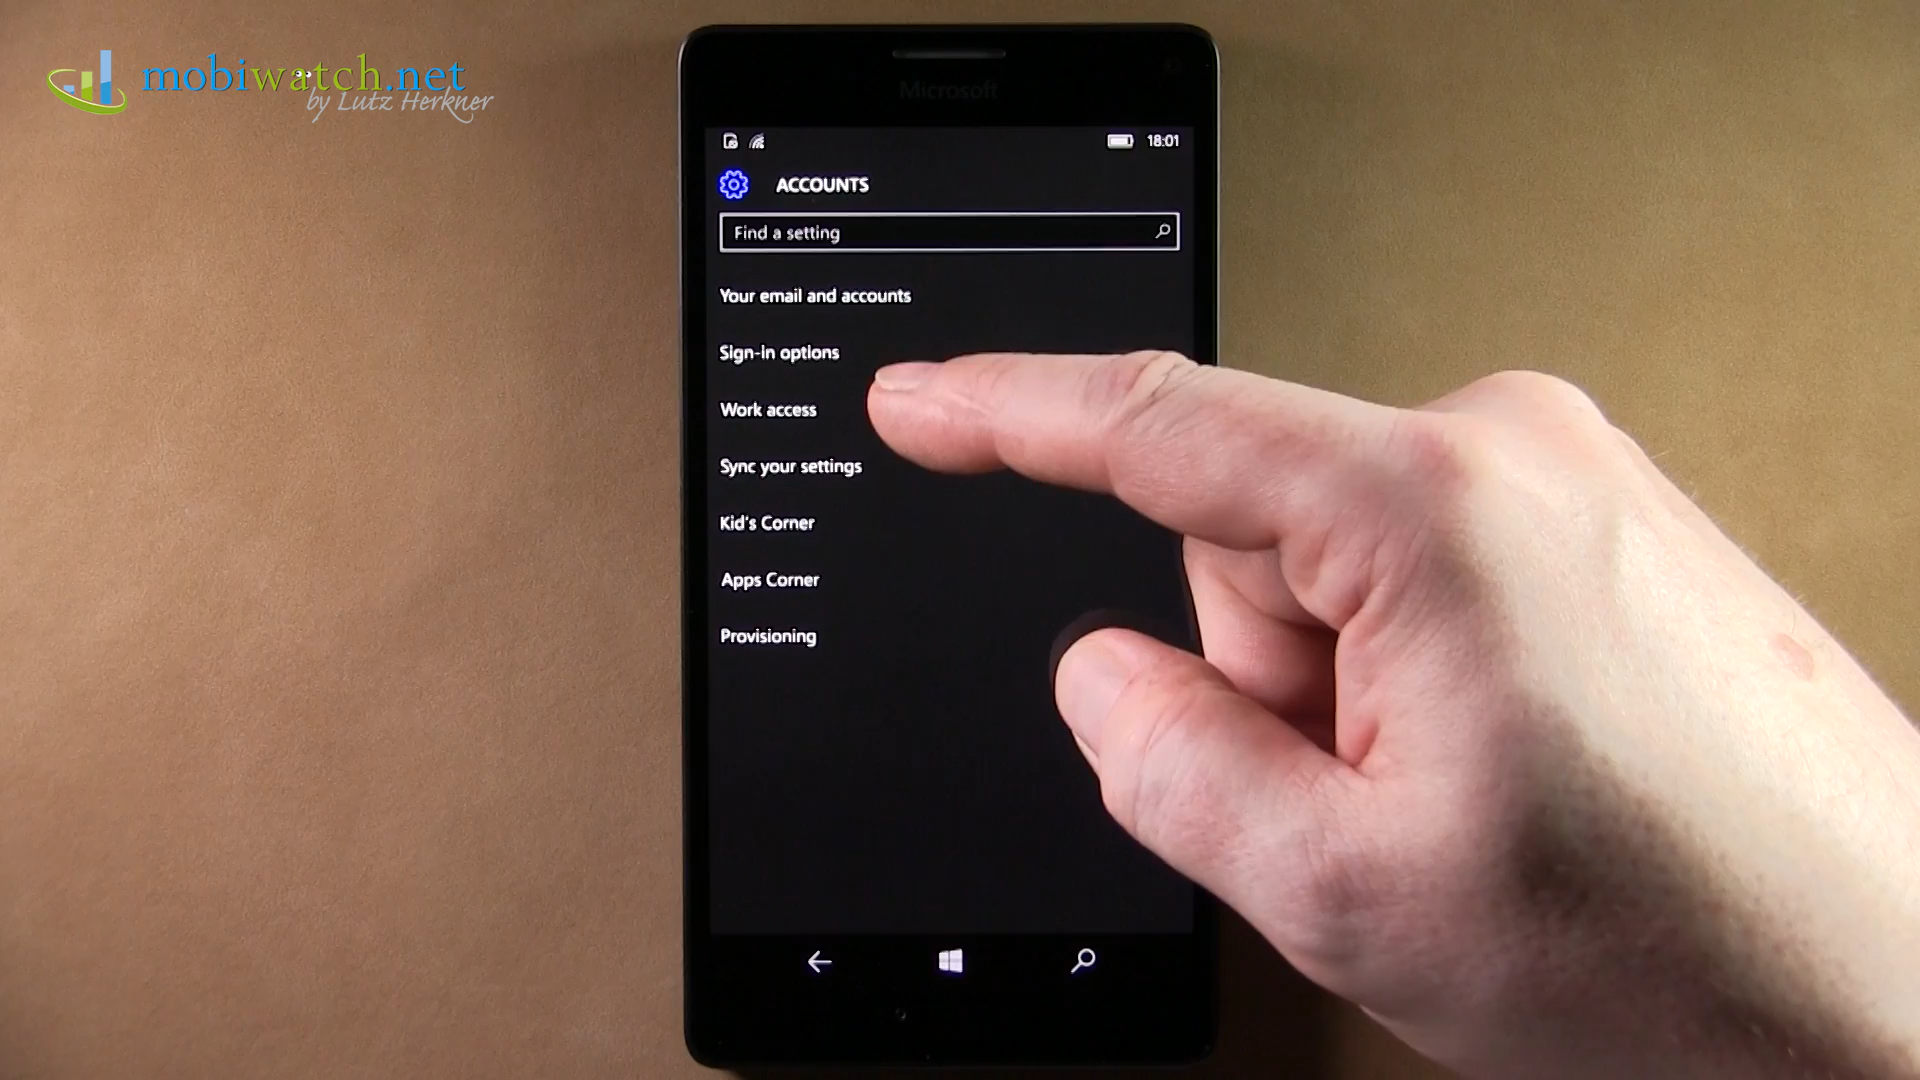 mobiwatch.net
by Lutz Herkner
Microsoft
18:01
ACCOUNTS
Find a setting
Your email and accounts
Sign-in options
Work access
Sync your settings
Kid's Corner
Apps Corner
Provisioning